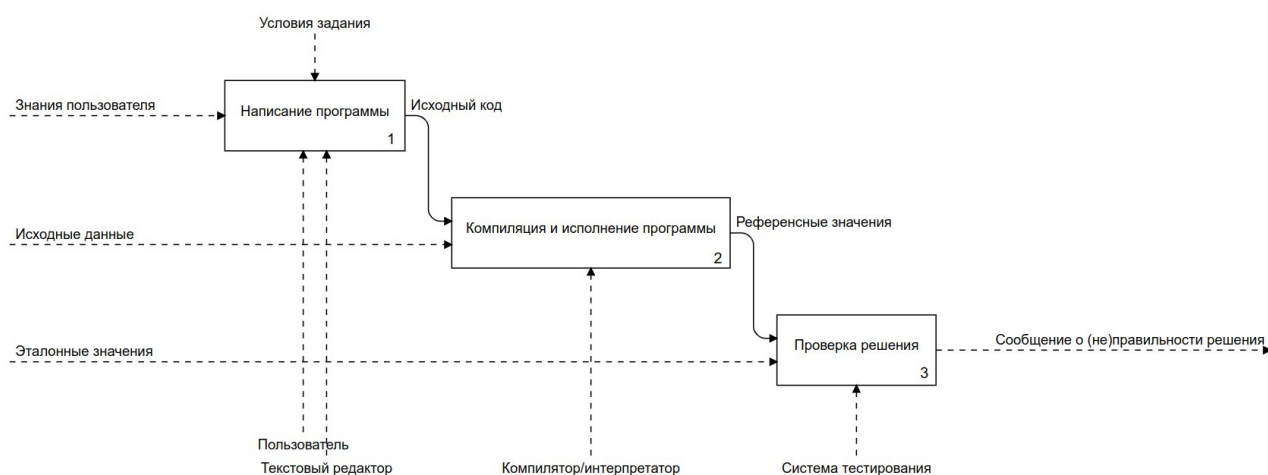 Условия задания
Знания пользователя
Написание программы
1
Исходный код
Исходные данные
Компиляция и исполнение программы
2
Референсные значения
Эталонные значения
Проверка решения
3
Сообщение о (не)правильности решения
Пользователь
Текстовый редактор
Компилятор/интерпретатор
Система тестирования